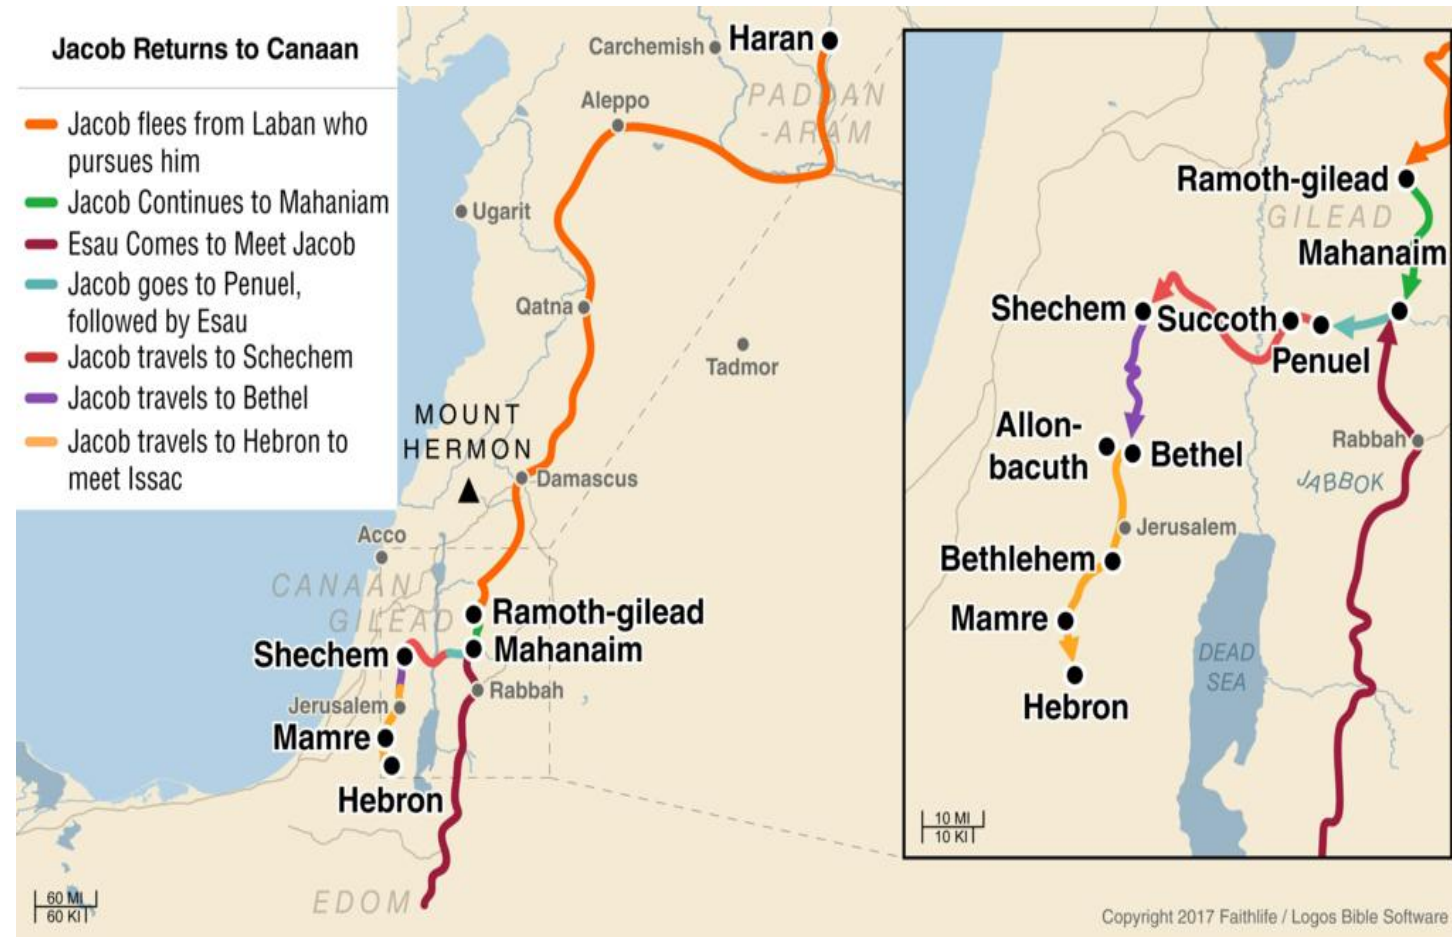 Jacob Returns to Canaan
Jacob flees from Laban who
pursues him
Jacob Continues to Mahaniam
Esau Comes to Meet Jacob
Jacob goes to Penuel,
followed by Esau
Jacob travels to Schechem
Jacob travels to Bethel
Jacob travels to Hebron to
meet Issac
Carchemish
Haran
PADDAN
-ARAM
Aleppo
Ugarit
Qatna
Tadmor
MOUNT
HERMON
Damascus
Acco
CANAAN
GILEAD
Ramoth-gilead
Shechem
Mahanaim
Rabbah
Jerusalem
Mamre
Hebron
EDOM
60 MI
60 KI
Ramoth-gilead
GILEAD
Mahanaim
Shechem
Succoth
Penuel
Allon-
bacuth
Bethel
Rabbah
JABBOK
Jerusalem
Bethlehem
Mamre
DEAD
SEA
Hebron
10 MI
10 KI
Copyright 2017 Faithlife / Logos Bible Software